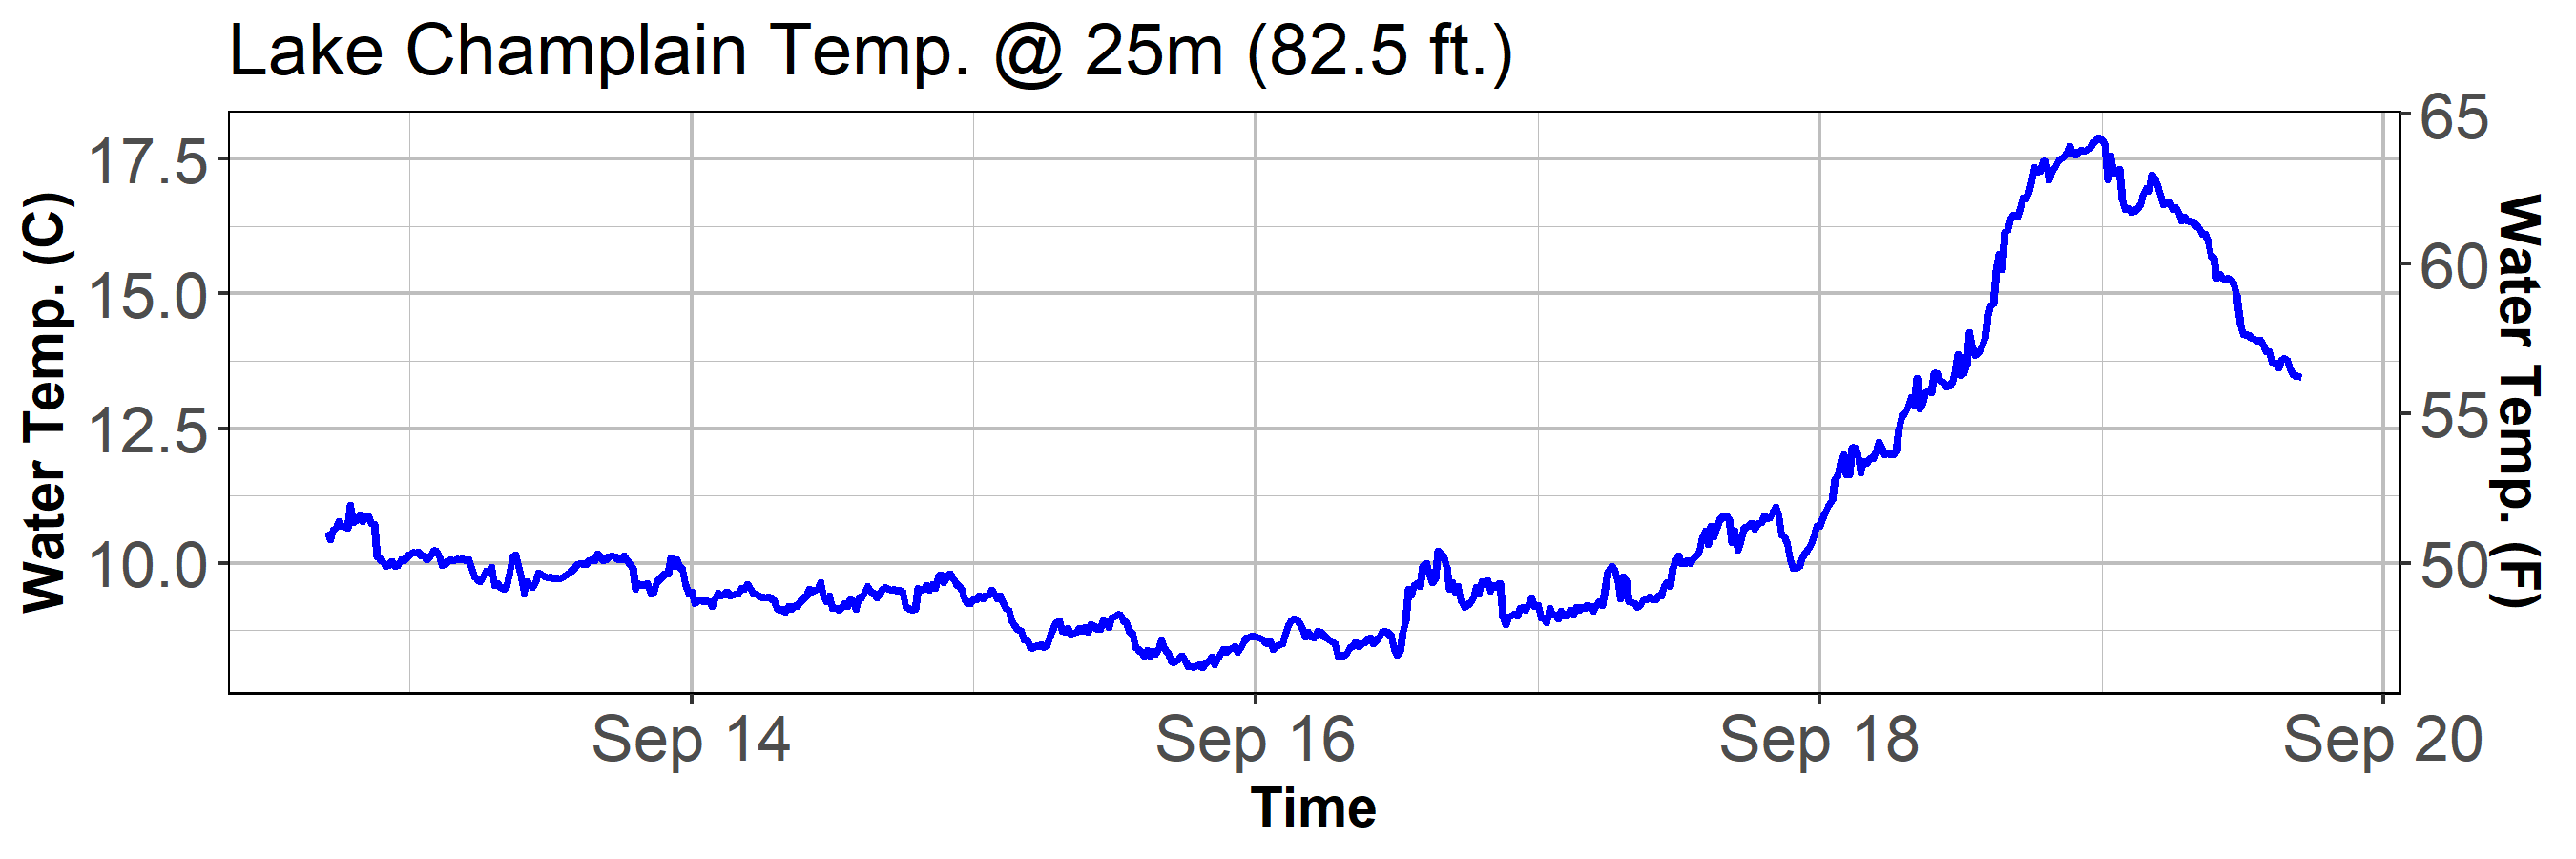 Lake Champlain Temp. @ 25m (82.5 ft.)
Water Temp. (C)
17.5
15.0
12.5
10.0
65
60
55
50
Water Temp. (F)
Sep 14
Sep 16
Sep 18
Sep 20
Time